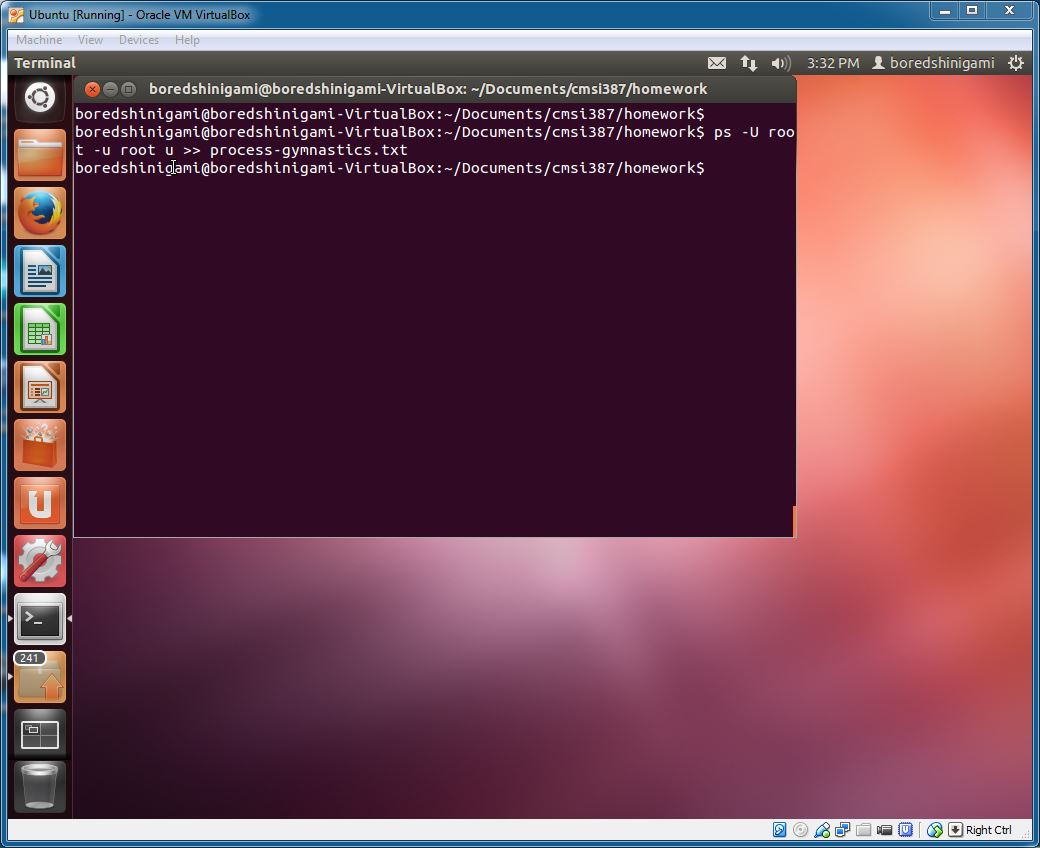 Ubuntu [Running] - Oracle VM VirtualBox
Machine View Devices Help
Terminal 3:32 PM boredshinigami
boredshinigami@boredshinigami-VirtualBox: ~/Documents/cmsi387/homework
boredshinigami@boredshinigami-VirtualBox:~/Documents/cmsi387/homework$
boredshinigami@boredshinigami-VirtualBox:~/Documents/cmsi387/homework$ ps -U roo
t -u root u >> process-gymnastics.txt
boredshinigami@boredshinigami-VirtualBox:~/Documents/cmsi387/homework$
>_
241
Right Ctrl